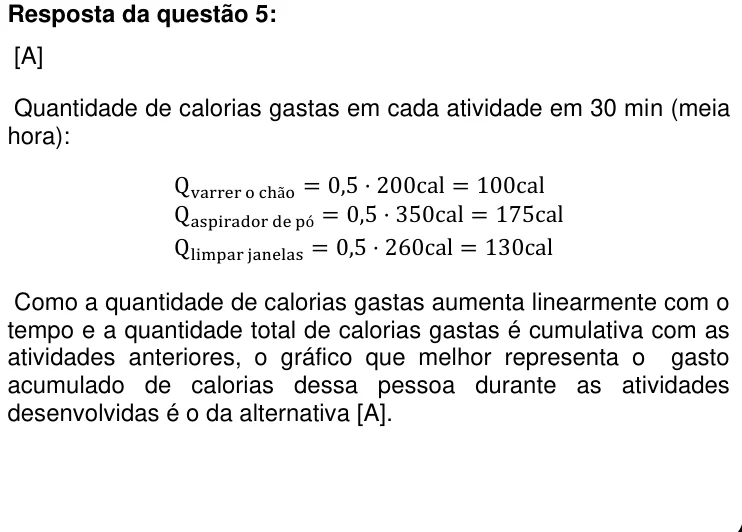 Resposta da questão 5:
[A]
Quantidade de calorias gastas em cada atividade em 30 min (meia
hora):
Qvarrer o chão = 0,5 · 200cal = 100cal
Qaspirador de pó = 0,5 · 350cal = 175cal
Qlimpar janelas = 0,5 · 260cal = 130cal
Como a quantidade de calorias gastas aumenta linearmente com o
tempo e a quantidade total de calorias gastas é cumulativa com as
atividades anteriores, o gráfico que melhor representa o gasto
acumulado de calorias dessa pessoa durante as atividades
desenvolvidas é o da alternativa [A].